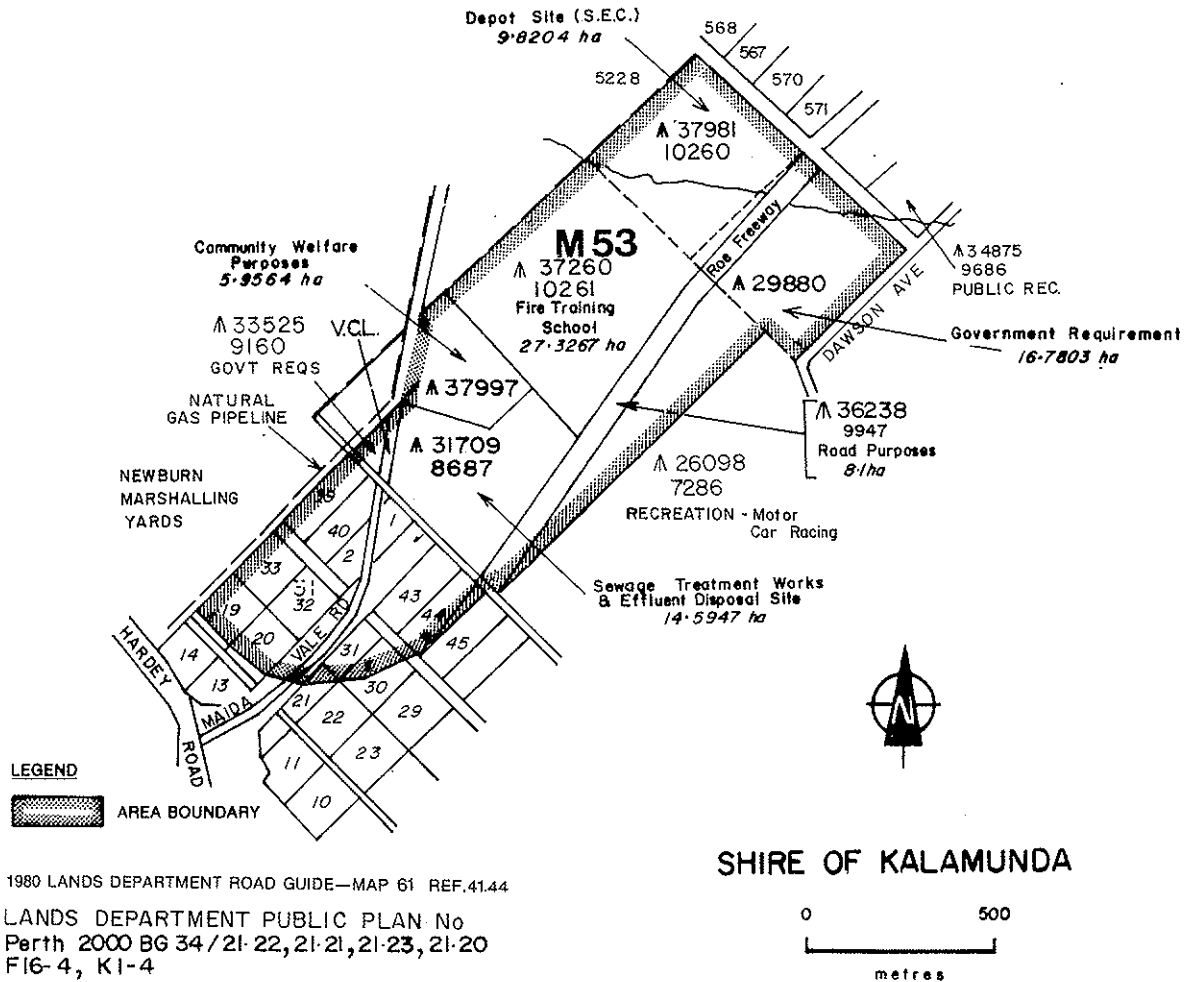 Depot Site (S.E.C.)
9·8204 ha
568
567
570
571
5228
⩚ 37981
10260
Community Welfare
Purposes
5·9564 ha
M 53
⩚ 37260
10261
Fire Training
School
27·3267 ha
Roe Freeway
⩚ 29880
⩚ 34875
9686
PUBLIC REC.
DAWSON AVE
Government Requirement
16·7803 ha
⩚ 33525
9160
GOVT REQS
V.C.L.
NATURAL
GAS PIPELINE
⩚ 37997
⩚ 31709
8687
⩚ 36238
9947
Road Purposes
8·1ha
⩚ 26098
7286
RECREATION - Motor
Car Racing
NEWBURN
MARSHALLING
YARDS
40
1
2
33
32
19
20
43
45
Sewage Treatment Works
& Effluent Disposal Site
14·5947 ha
HARDEY
ROAD
MAIDA
VALE RD
14
13
31
30
21
22
29
11
23
10
LEGEND
AREA BOUNDARY
N
SHIRE OF KALAMUNDA
1980 LANDS DEPARTMENT ROAD GUIDE—MAP 61 REF.41.44
LANDS DEPARTMENT PUBLIC PLAN No
Perth 2000 BG 34/21·22, 21·21, 21·23, 21·20
F16-4, K1-4
0 500
metres